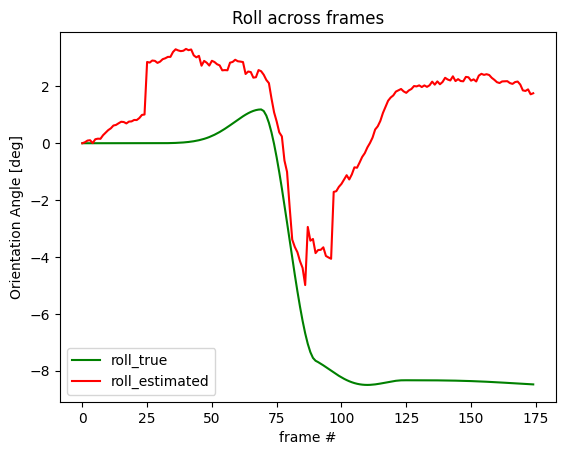 Roll across frames
Orientation Angle [deg]
2
0
−2
−4
−6
−8
roll_true
roll_estimated
0 25 50 75 100 125 150 175
frame #